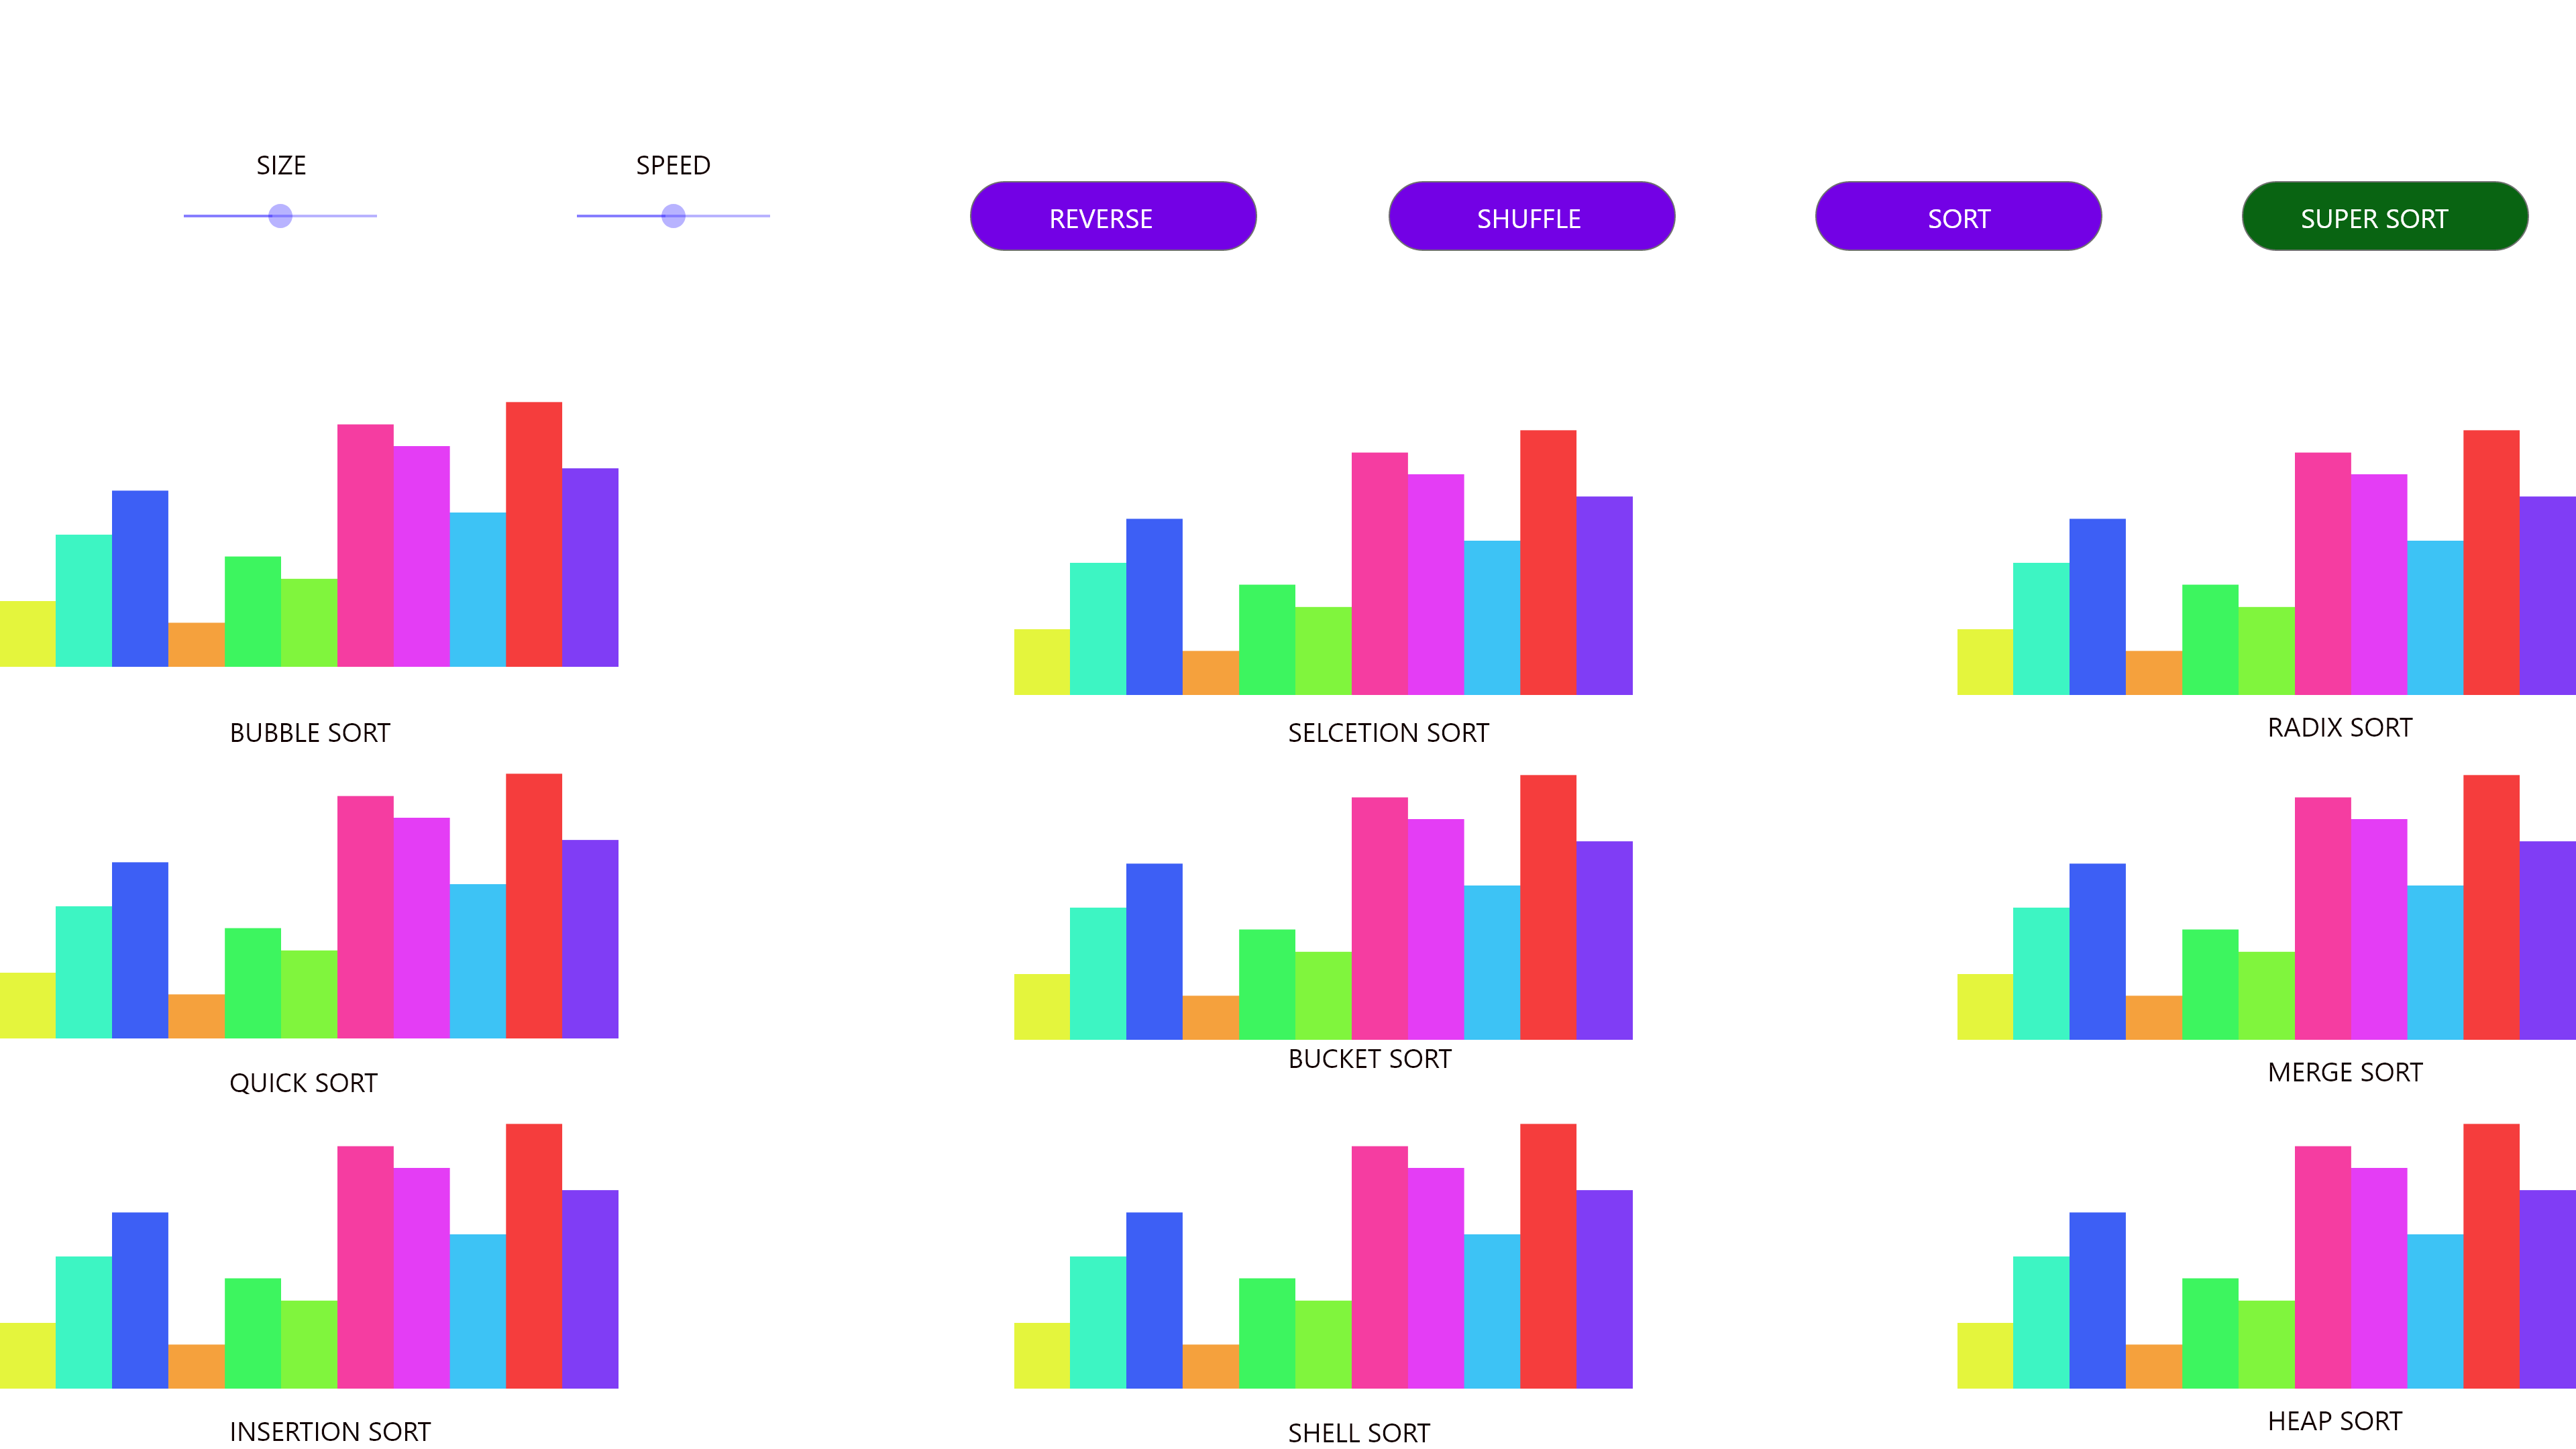 SIZE
SPEED
REVERSE
SHUFFLE
SORT
SUPER SORT
BUBBLE SORT
SELCETION SORT
RADIX SORT
QUICK SORT
BUCKET SORT
MERGE SORT
INSERTION SORT
SHELL SORT
HEAP SORT